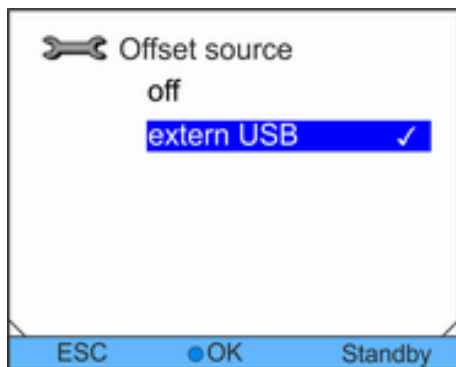 Offset source
off
extern USB ✓
ESC OK Standby